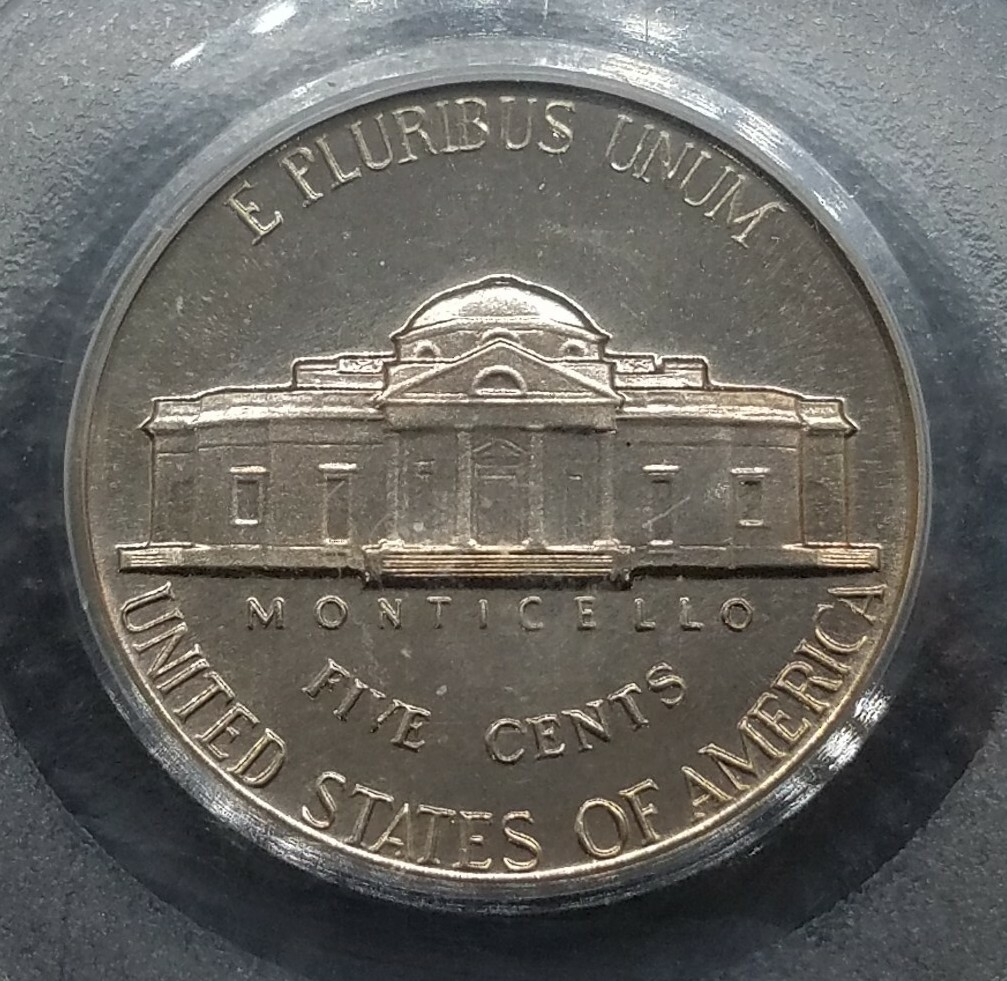 E PLURIBUS UNUM
MONTICELLO
FIVE CENTS
UNITED STATES OF AMERICA